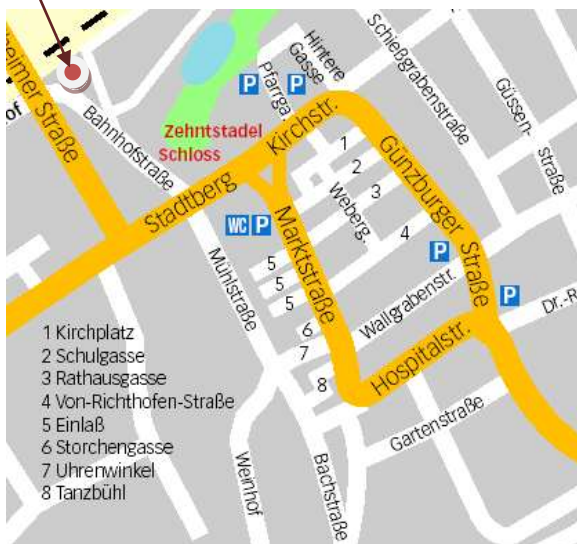 heimer Straße
of
Bahnhofstraße
Zehntstadel
Schloss
Stadtberg
Kirchstr.
Pfarrga.
Hintere
Gasse
P
P
Schießgrabenstraße
Güssen-
straße
Günzburger Straße
1
2
3
4
Weberg.
WC P
Marktstraße
Mühlstraße
5
5
5
6
7
8
P
P
Wallgrabenstr.
Hospitalstr.
Dr.-R
Gartenstraße
Weinhof
Bachstraße
1 Kirchplatz
2 Schulgasse
3 Rathausgasse
4 Von-Richthofen-Straße
5 Einlaß
6 Storchengasse
7 Uhrenwinkel
8 Tanzbühl